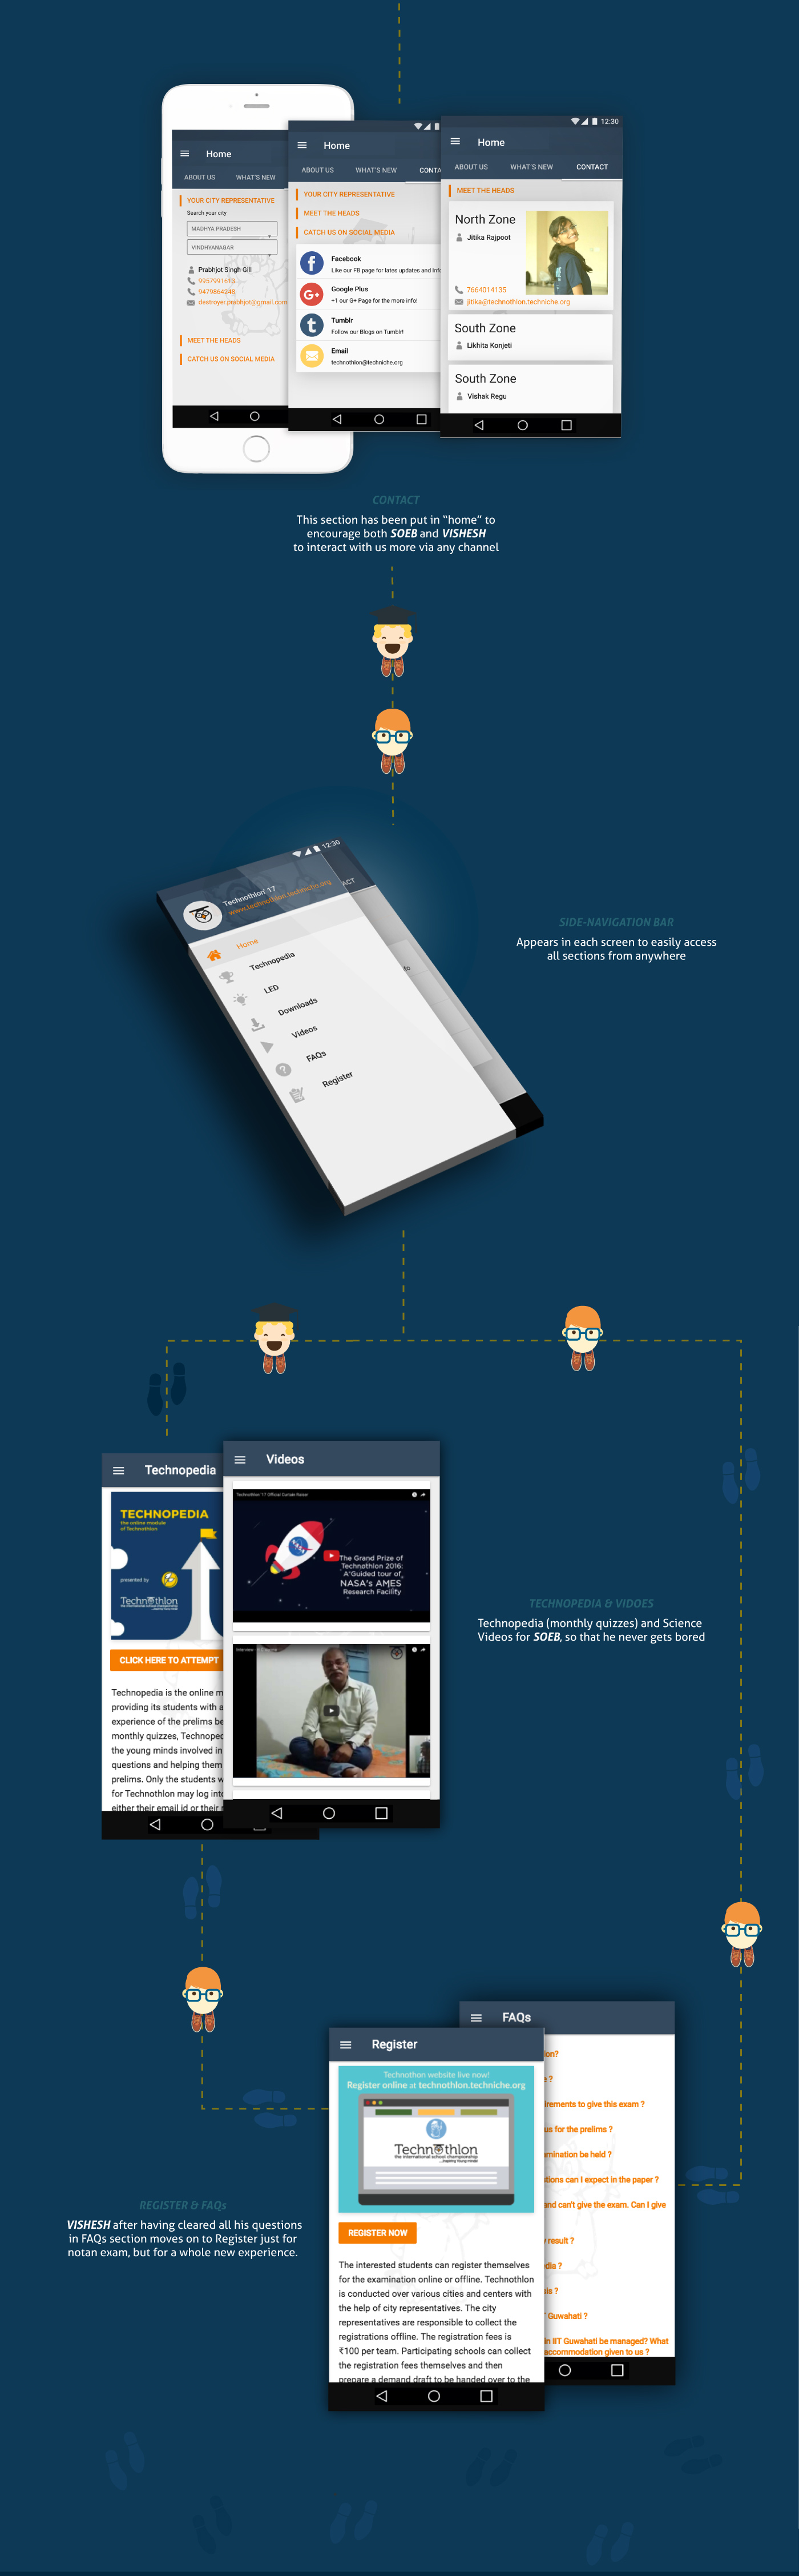 Home
ABOUT US WHAT'S NEW
YOUR CITY REPRESENTATIVE
Search your city
MADHYA PRADESH
VINDHYANAGAR
Prabhjot Singh Gill
9479864248
destroyer.prabhjot@gmail.com
MEET THE HEADS
CATCH US ON SOCIAL MEDIA
Home
ABOUT US WHAT'S NEW CONTA
YOUR CITY REPRESENTATIVE
MEET THE HEADS
CATCH US ON SOCIAL MEDIA
Facebook
Like our FB page for lates updates and Info
Google Plus
+1 our G+ Page for the more info!
Tumblr
Follow our Blogs on Tumblr!
Email
technothlon@techniche.org
12:30
Home
ABOUT US WHAT'S NEW CONTACT
MEET THE HEADS
North Zone
Jitika Rajpoot
7664014135
jitika@technothlon.techniche.org
South Zone
Likhita Konjeti
South Zone
Vishak Regu
CONTACT
This section has been put in "home" to
encourage both SOEB and VISHESH
to interact with us more via any channel
12:30
Technothlon' 17
www.technothlon.techniche.org
ACT
Home
Technopedia
LED
Downloads
Videos
FAQs
Register
to
SIDE-NAVIGATION BAR
Appears in each screen to easily access
all sections from anywhere
Technopedia
TECHNOPEDIA
the online module
of Technothlon
presented by
Technothlon
CLICK HERE TO ATTEMPT
Technopedia is the online m
providing its students with a
experience of the prelims be
monthly quizzes, Technoped
the young minds involved in
questions and helping them
prelims. Only the students w
for Technothlon may log into
either their email id or their
Videos
Technothlon '17 Official Curtain Raiser
NASA
The Grand Prize of
Technothlon 2016:
A Guided tour of
NASA's AMES
Research Facility
TECHNOPEDIA & VIDOES
Technopedia (monthly quizzes) and Science
Videos for SOEB, so that he never gets bored
FAQs
lon?
e ?
irements to give this exam ?
us for the prelims ?
amination be held ?
tions can I expect in the paper ?
and can't give the exam. Can I give
result ?
dia ?
sis ?
Guwahati ?
in IIT Guwahati be managed? What
accommodation given to us ?
Register
Technothon website live now!
Register online at technothlon.techniche.org
Technothlon
the international school championship
...Inspiring Young minds
REGISTER NOW
The interested students can register themselves
for the examination online or offline. Technothlon
is conducted over various cities and centers with
the help of city representatives. The city
representatives are responsible to collect the
registrations offline. The registration fees is
₹100 per team. Participating schools can collect
the registration fees themselves and then
prepare a demand draft to be handed over to the
REGISTER & FAQs
VISHESH after having cleared all his questions
in FAQs section moves on to Register just for
notan exam, but for a whole new experience.